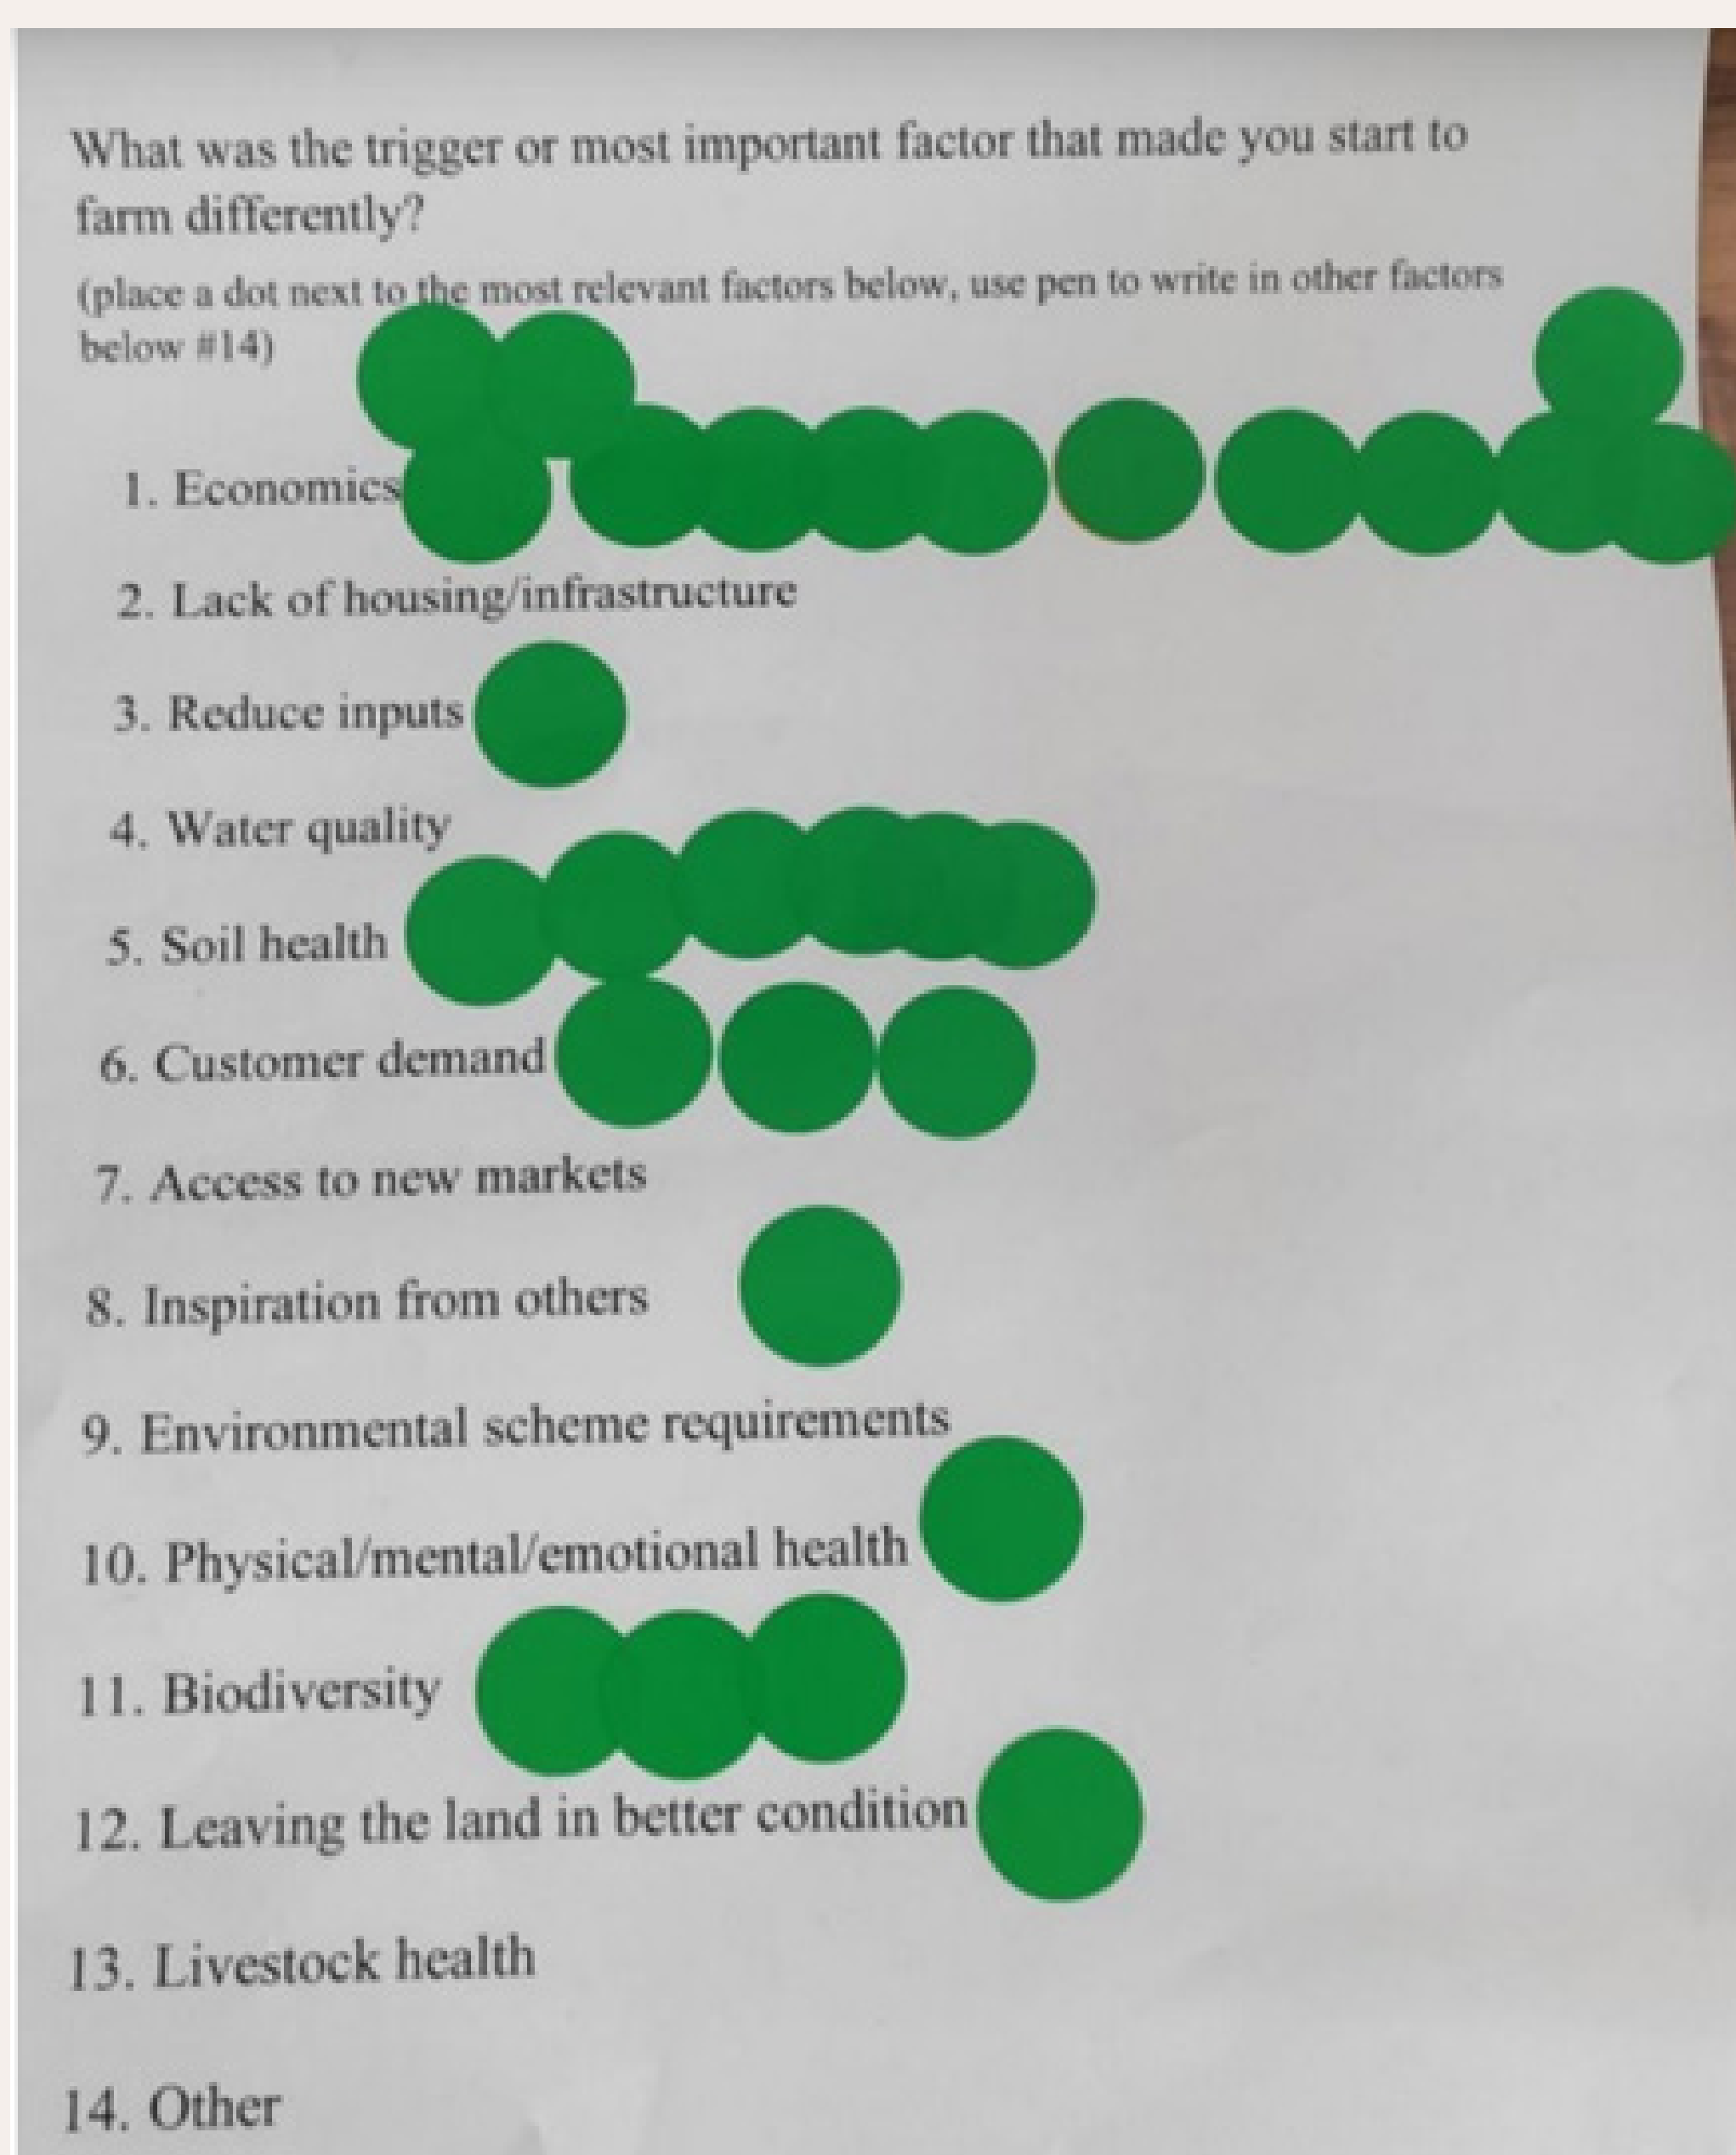 What was the trigger or most important factor that made you start to
farm differently?
(place a dot next to the most relevant factors below, use pen to write in other factors
below #14)
1. Economics
2. Lack of housing/infrastructure
3. Reduce inputs
4. Water quality
5. Soil health
6. Customer demand
7. Access to new markets
8. Inspiration from others
9. Environmental scheme requirements
10. Physical/mental/emotional health
11. Biodiversity
12. Leaving the land in better condition
13. Livestock health
14. Other